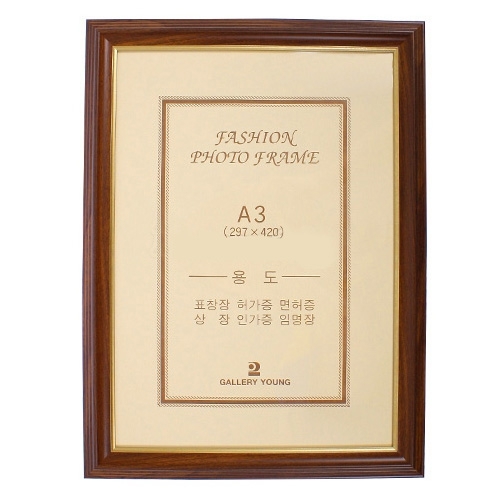 FASHION
PHOTO FRAME
A3
(297×420)
용 도
표창장 허가증 면허증
상 장 인가증 임명장
GALLERY YOUNG